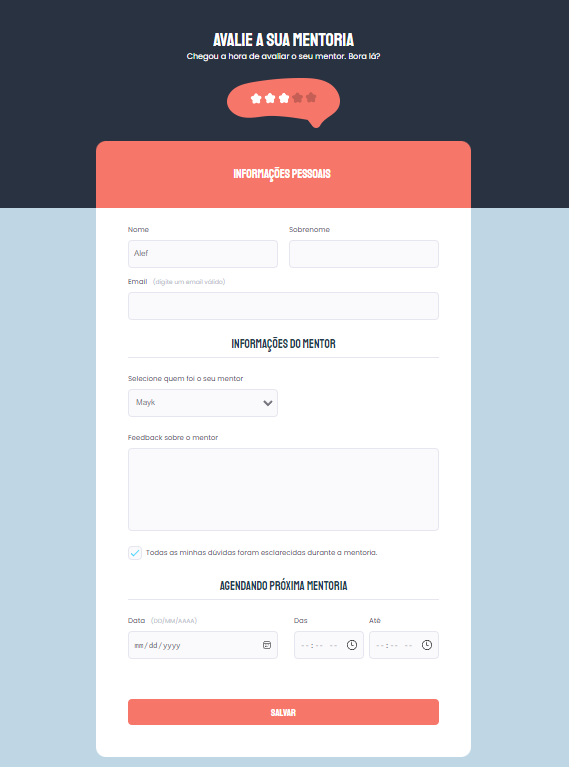 AVALIE A SUA MENTORIA
Chegou a hora de avaliar o seu mentor. Bora lá?
INFORMAÇÕES PESSOAIS
Nome Sobrenome
Alef
Email (digite um email válido)
INFORMAÇÕES DO MENTOR
Selecione quem foi o seu mentor
Mayk
Feedback sobre o mentor
Todas as minhas dúvidas foram esclarecidas durante a mentoria.
AGENDANDO PRÓXIMA MENTORIA
Data (DD/MM/AAAA) Das Até
mm/dd/yyyy --:-- -- --:-- --
SALVAR